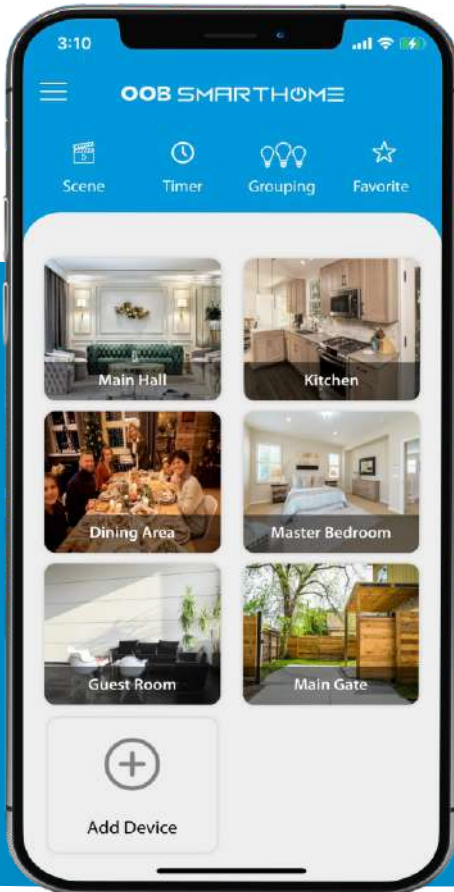 3:10
OOB SMARTHOME
Scene Timer Grouping Favorite
Main Hall Kitchen
Dining Area Master Bedroom
Guest Room Main Gate
Add Device